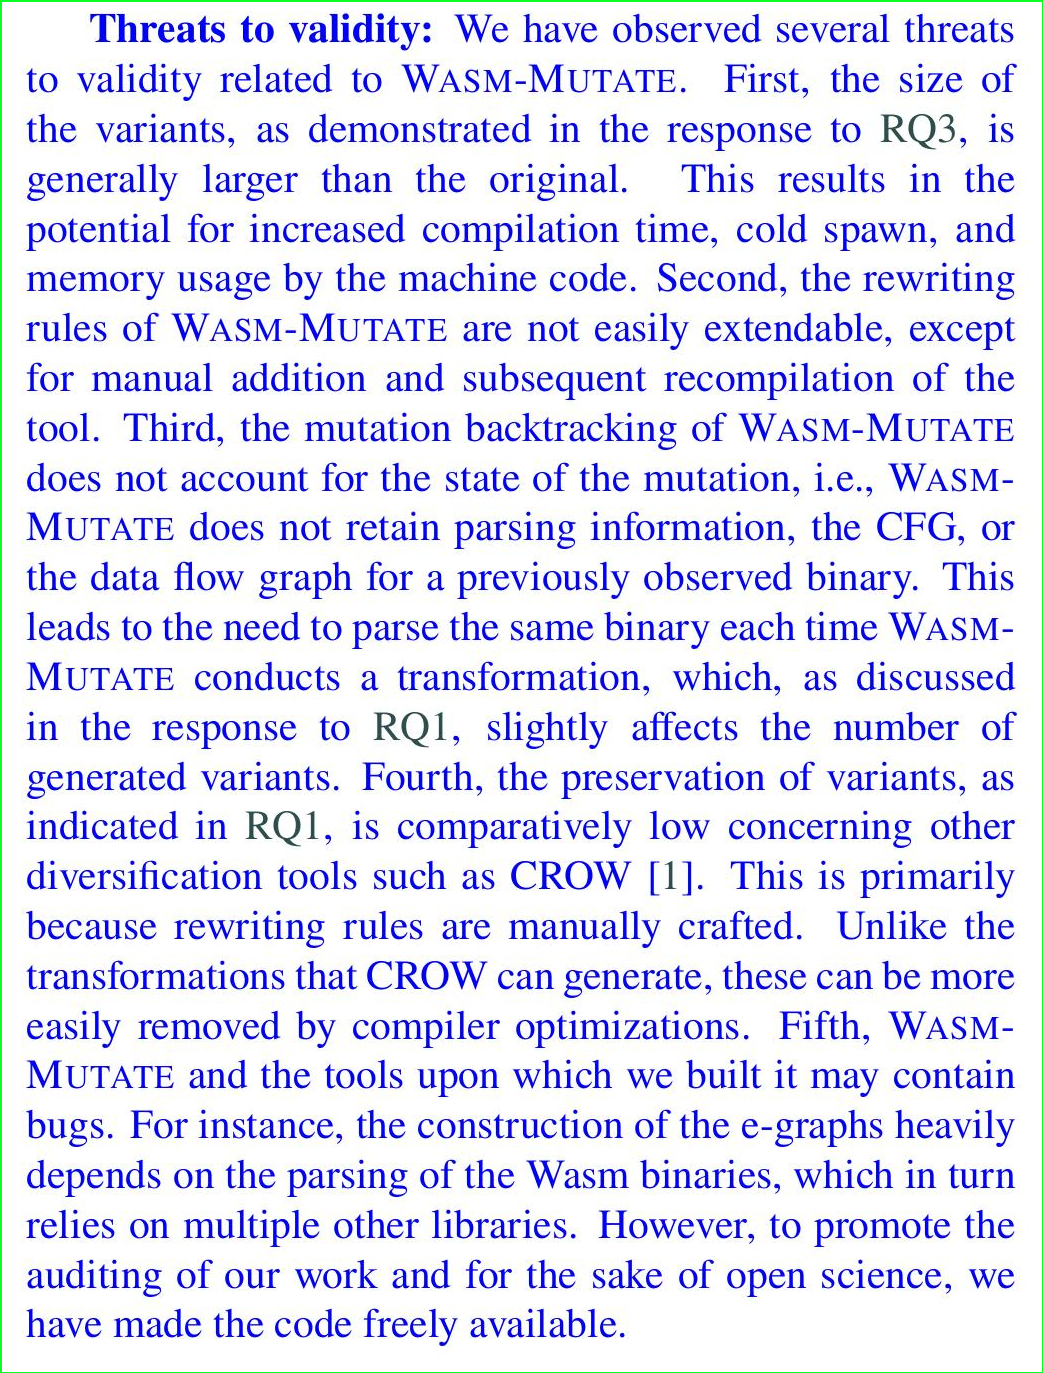 Threats to validity: We have observed several threats
to validity related to WASM-MUTATE. First, the size of
the variants, as demonstrated in the response to RQ3, is
generally larger than the original. This results in the
potential for increased compilation time, cold spawn, and
memory usage by the machine code. Second, the rewriting
rules of WASM-MUTATE are not easily extendable, except
for manual addition and subsequent recompilation of the
tool. Third, the mutation backtracking of WASM-MUTATE
does not account for the state of the mutation, i.e., WASM-
MUTATE does not retain parsing information, the CFG, or
the data flow graph for a previously observed binary. This
leads to the need to parse the same binary each time WASM-
MUTATE conducts a transformation, which, as discussed
in the response to RQ1, slightly affects the number of
generated variants. Fourth, the preservation of variants, as
indicated in RQ1, is comparatively low concerning other
diversification tools such as CROW [1]. This is primarily
because rewriting rules are manually crafted. Unlike the
transformations that CROW can generate, these can be more
easily removed by compiler optimizations. Fifth, WASM-
MUTATE and the tools upon which we built it may contain
bugs. For instance, the construction of the e-graphs heavily
depends on the parsing of the Wasm binaries, which in turn
relies on multiple other libraries. However, to promote the
auditing of our work and for the sake of open science, we
have made the code freely available.